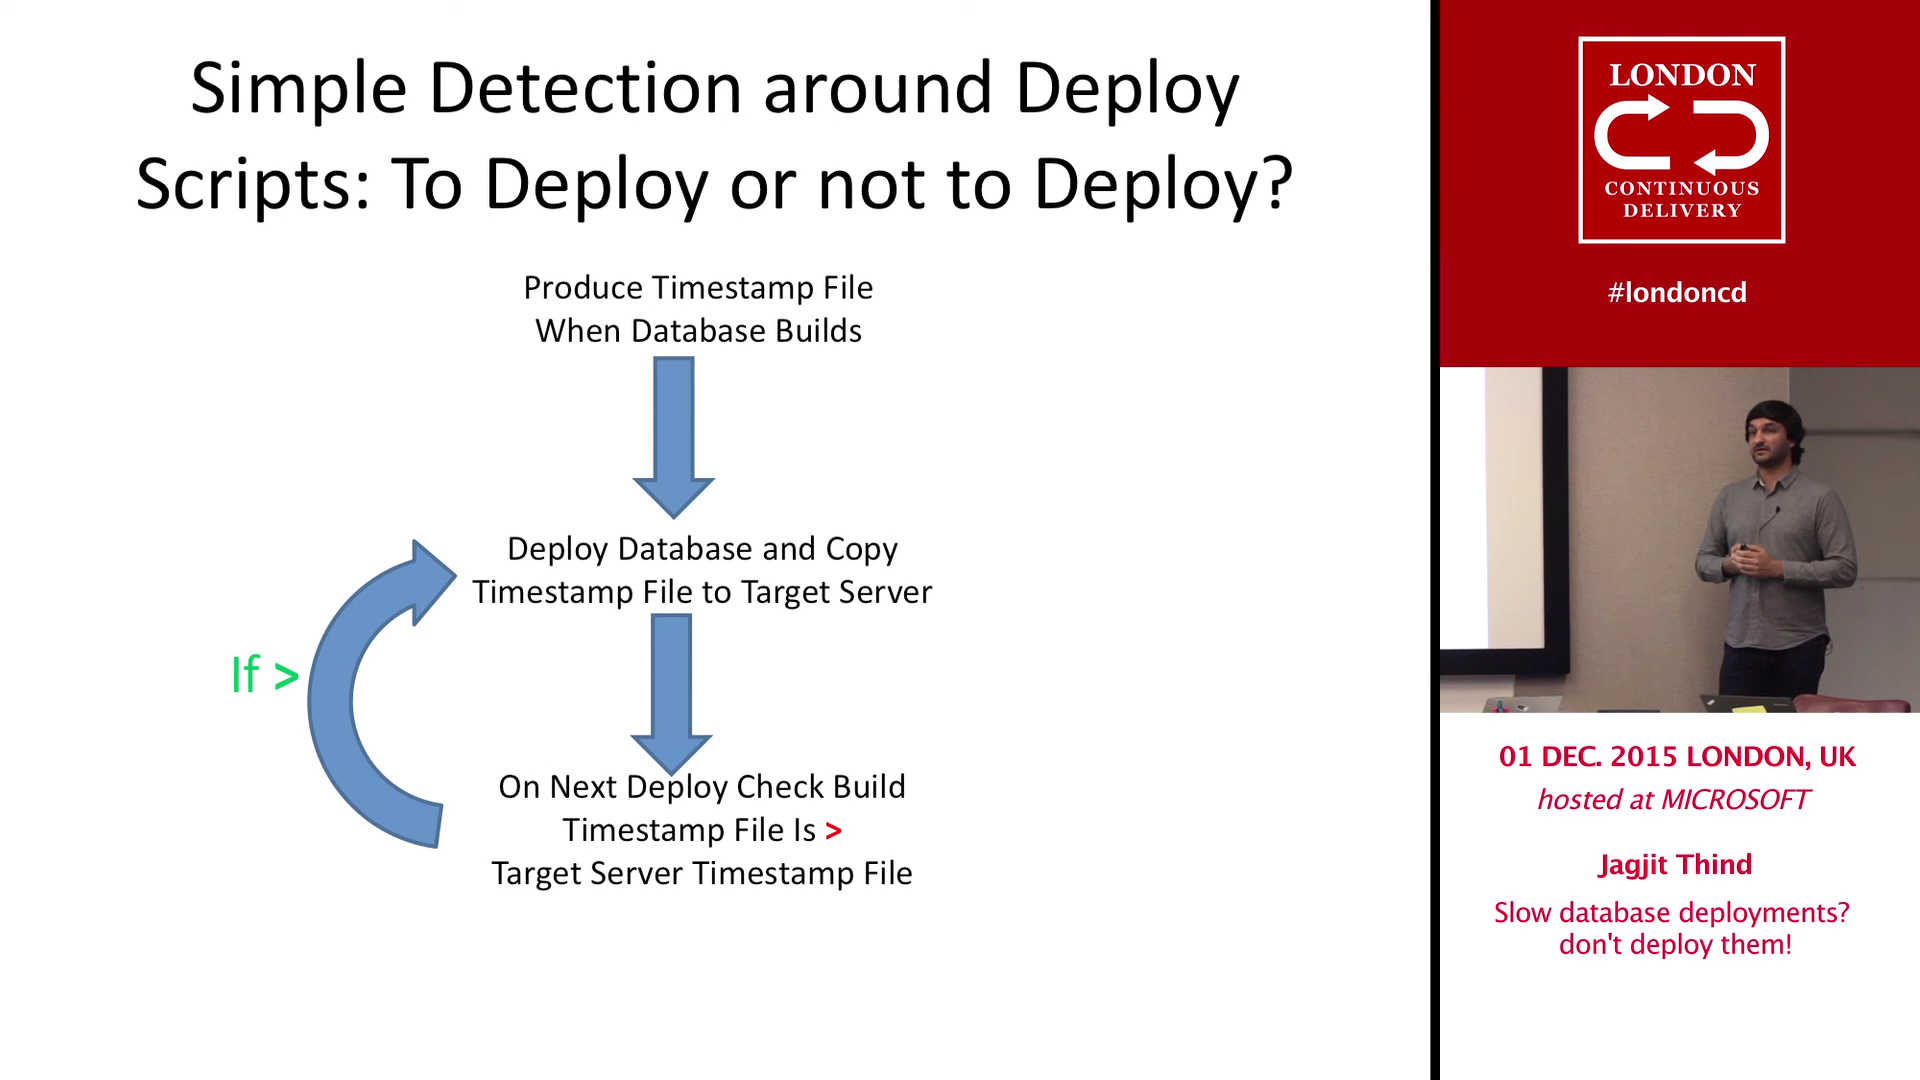 Simple Detection around Deploy
Scripts: To Deploy or not to Deploy?
Produce Timestamp File
When Database Builds
Deploy Database and Copy
Timestamp File to Target Server
If >
On Next Deploy Check Build
Timestamp File Is >
Target Server Timestamp File
LONDON
CONTINUOUS
DELIVERY
#londoncd
01 DEC. 2015 LONDON, UK
hosted at MICROSOFT
Jagjit Thind
Slow database deployments?
don't deploy them!